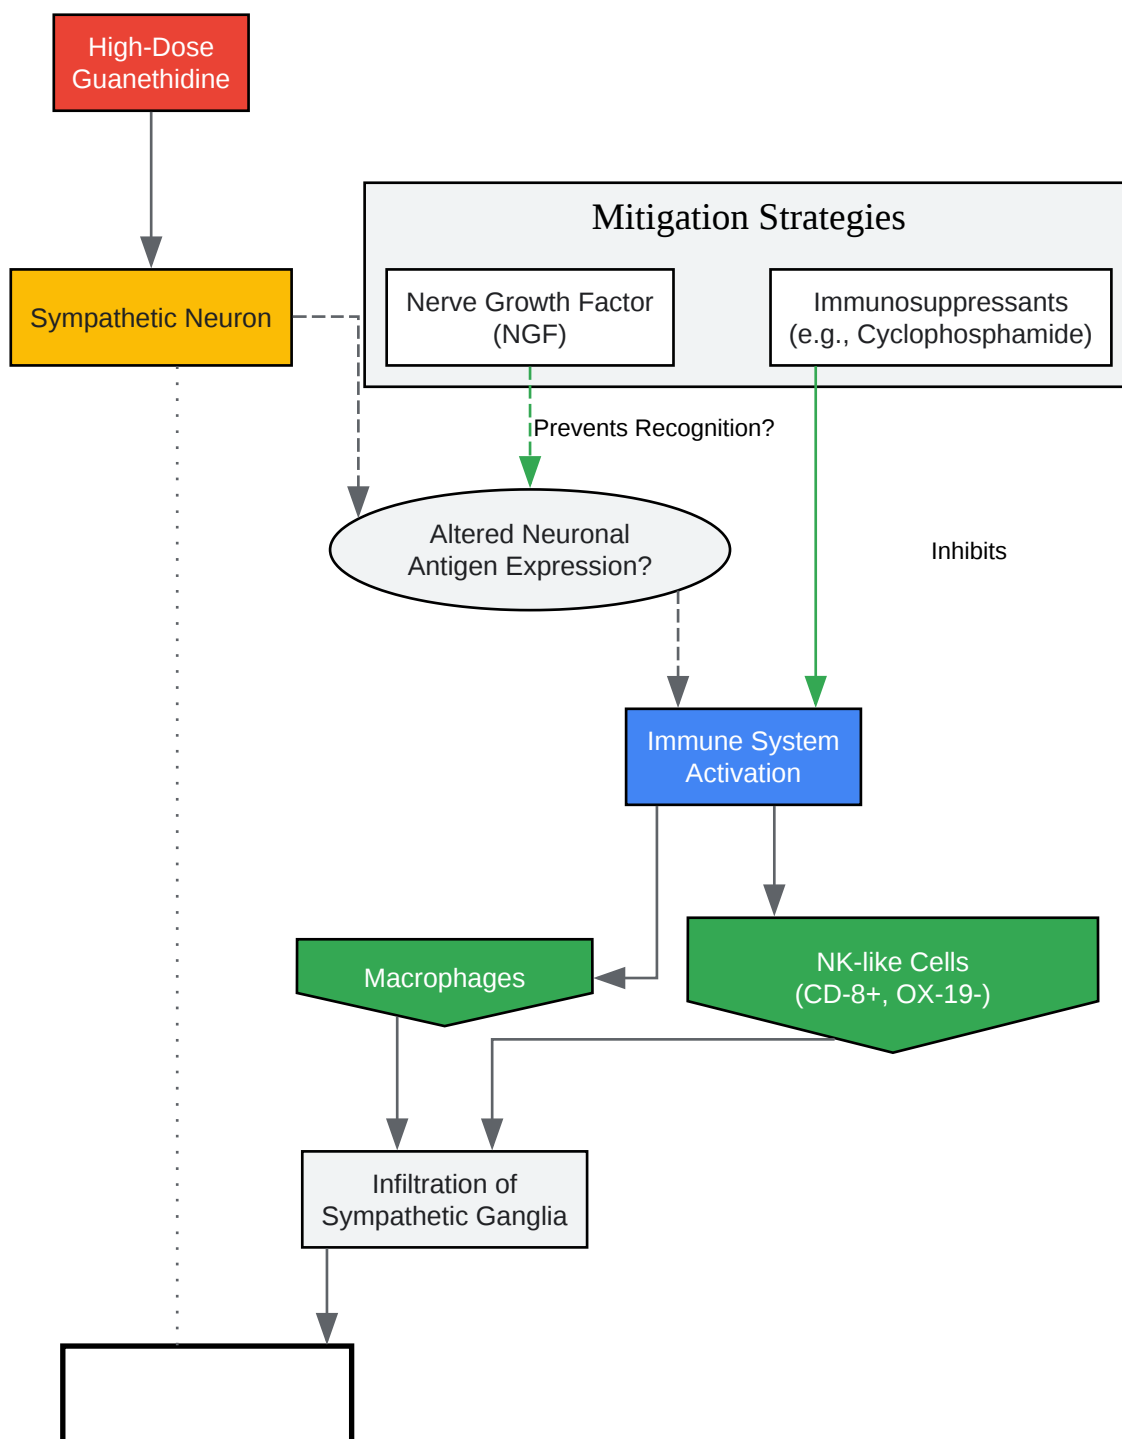 High-Dose
Guanethidine
Mitigation Strategies
Sympathetic Neuron
Nerve Growth Factor
(NGF)
Immunosuppressants
(e.g., Cyclophosphamide)
Prevents Recognition?
Altered Neuronal
Antigen Expression?
Inhibits
Immune System
Activation
Macrophages
NK-like Cells
(CD-8+, OX-19-)
Infiltration of
Sympathetic Ganglia